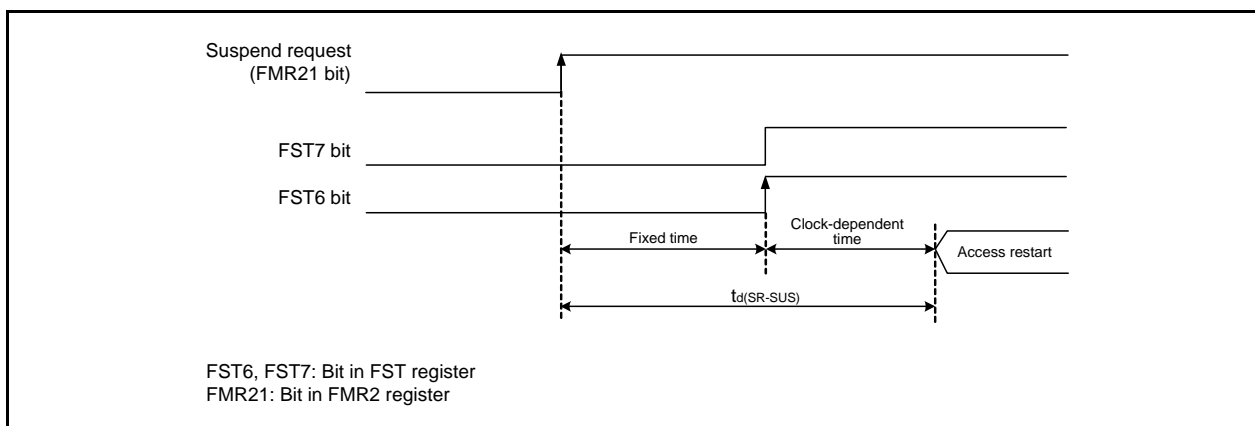 Suspend request
(FMR21 bit)
FST7 bit
FST6 bit
Fixed time
Clock-dependent
time
Access restart
td(SR-SUS)
FST6, FST7: Bit in FST register
FMR21: Bit in FMR2 register